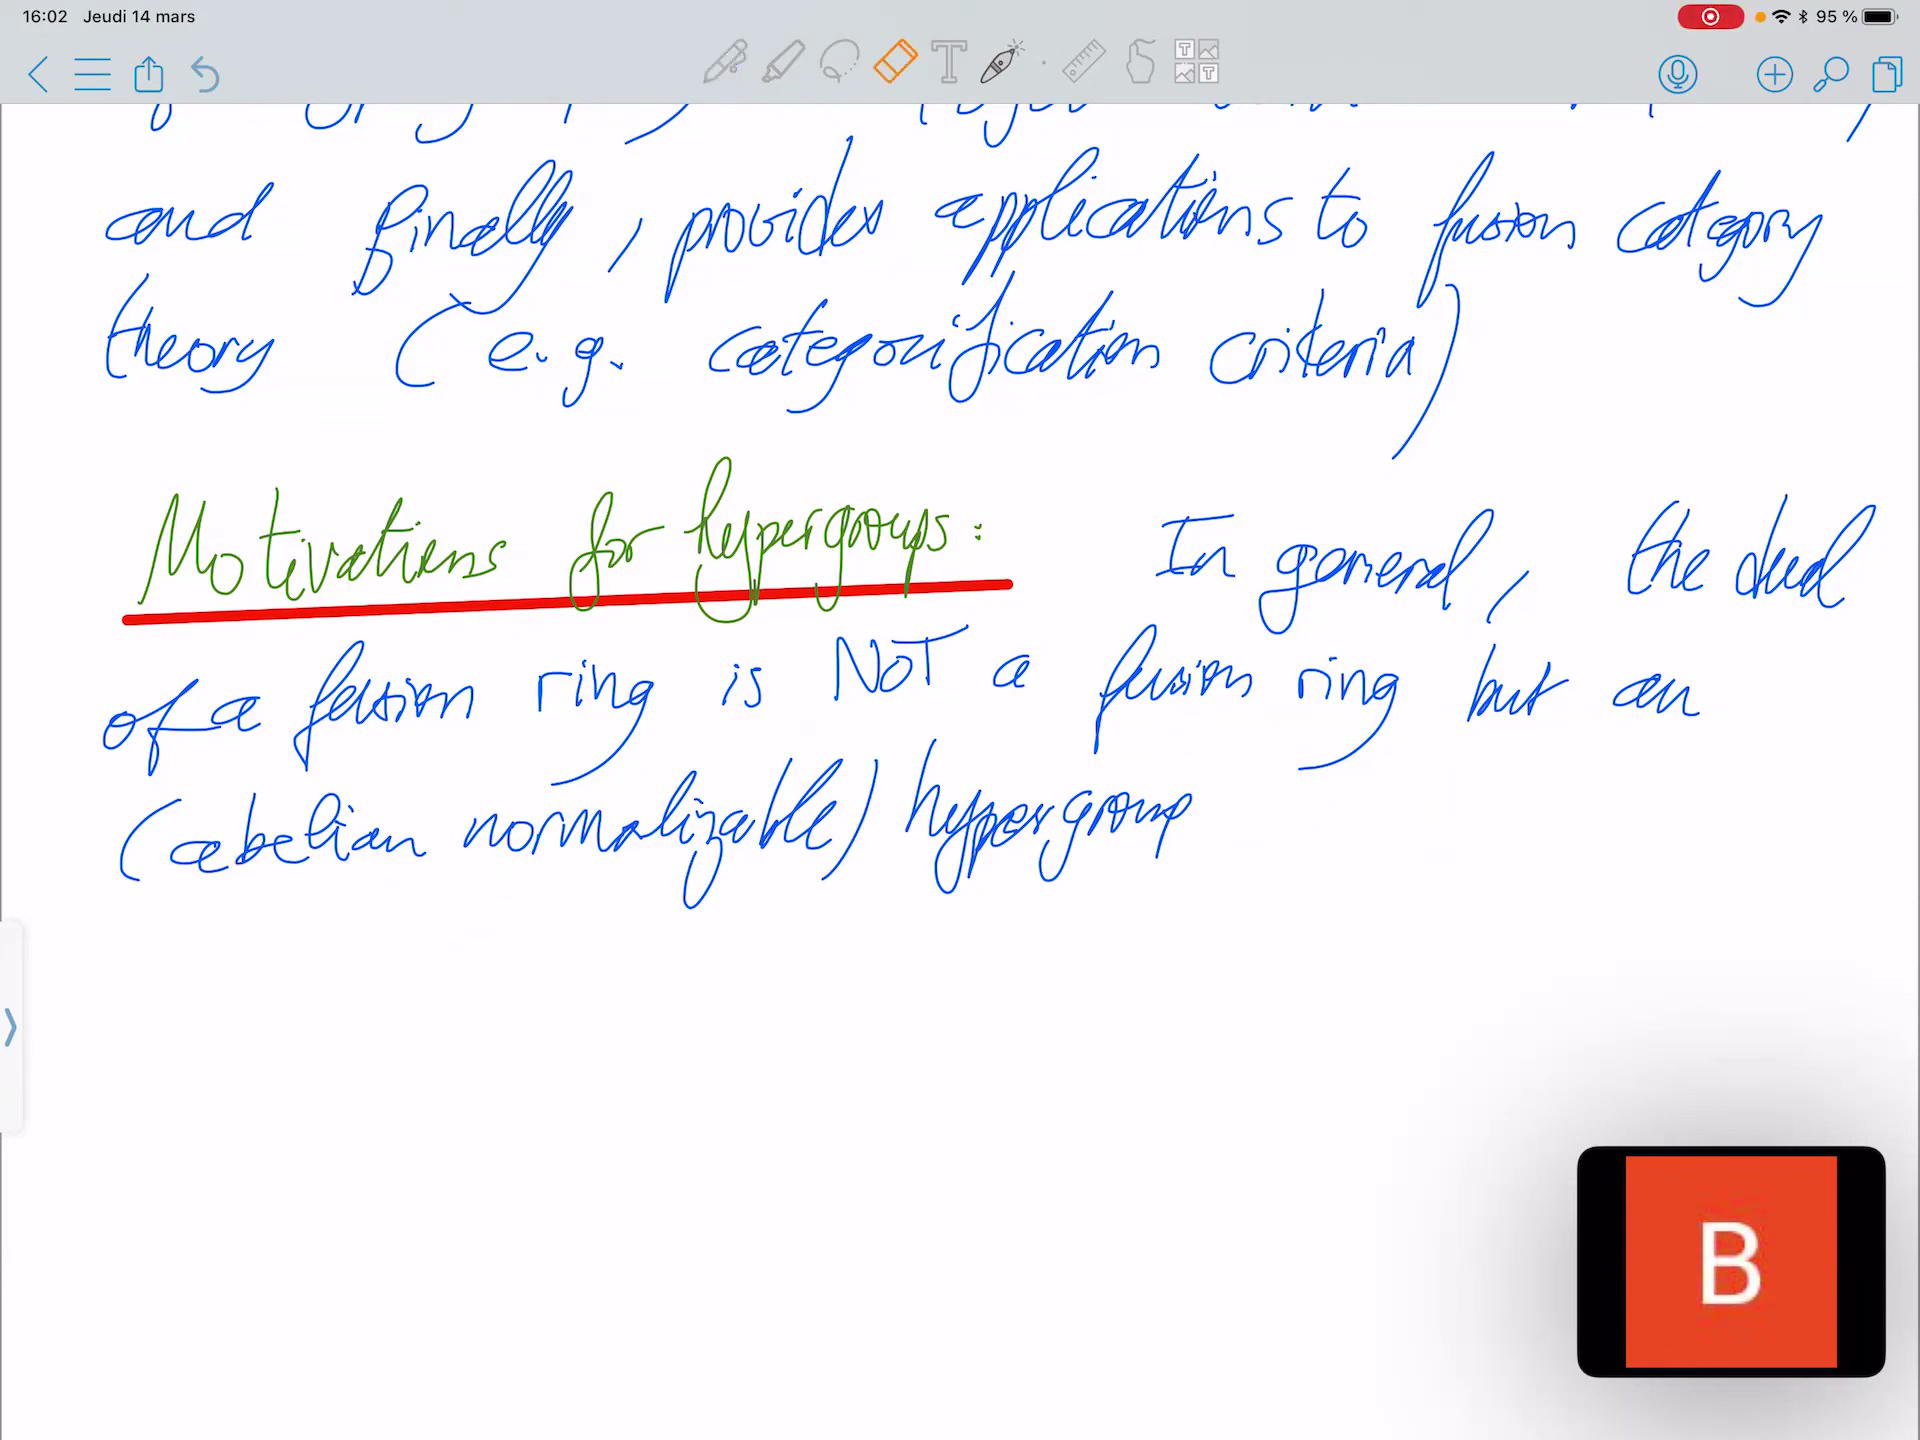 16:02 Jeudi 14 mars 95 %
and finally, provides applications to fusion category
theory (e.g. categorification criteria)
Motivations for hypergroups: In general, the dual
of a fusion ring is NOT a fusion ring but an
(abelian normalizable) hypergroup
B